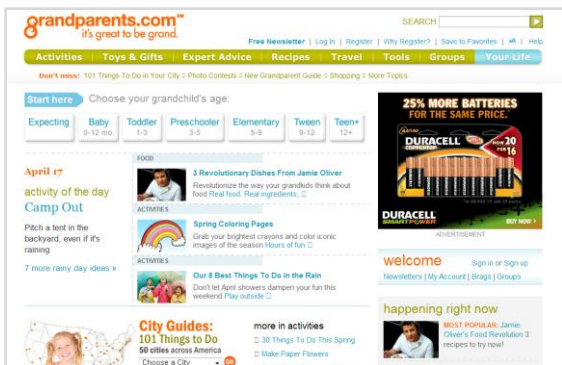 grandparents.com℠
it's great to be grand.
SEARCH
Free Newsletter | Log In | Register | Why Register? | Save to Favorites | AA | Help
Activities | Toys & Gifts | Expert Advice | Recipes | Travel | Tools | Groups | Your Life
Don't miss: 101 Things To Do in Your City Photo Contests New Grandparent Guide Shopping More Topics
Start here Choose your grandchild's age:
Expecting
Baby
0-12 mo.
Toddler
1-3
Preschooler
3-5
Elementary
5-9
Tween
9-12
Teen+
12+
April 17
activity of the day
Camp Out
Pitch a tent in the
backyard, even if it's
raining
7 more rainy day ideas »
FOOD
3 Revolutionary Dishes From Jamie Oliver
Revolutionize the way your grandkids think about
food Real food. Real ingredients.
ACTIVITIES
Spring Coloring Pages
Grab your brightest crayons and color iconic
images of the season Hours of fun
ACTIVITIES
Our 8 Best Things To Do in the Rain
Don't let April showers dampen your fun this
weekend Play outside
25% MORE BATTERIES
FOR THE SAME PRICE.*
DURACELL
COPPERTOP
NOW 20
FOR 16
DURACELL
SMARTPOWER
BUY NOW
ADVERTISEMENT
welcome Sign in or Sign up
Newsletters | My Account | Brags | Groups
happening right now
MOST POPULAR: Jamie
Oliver's Food Revolution 3
recipes to try now!
City Guides:
101 Things to Do
50 cities across America
Choose a City GO
more in activities
30 Things To Do This Spring
Make Paper Flowers